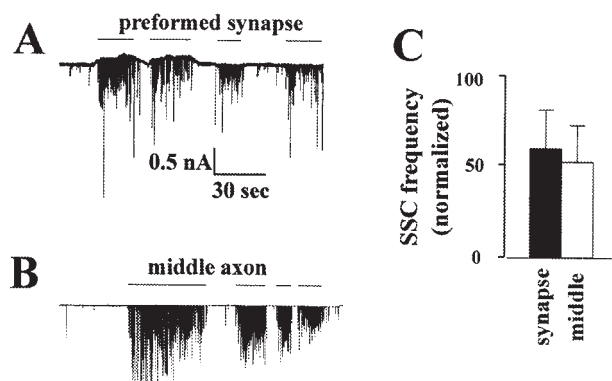 A
preformed synapse
0.5 nA
30 sec
B
middle axon
C
SSC frequency
(normalized)
100
50
0
synapse
middle